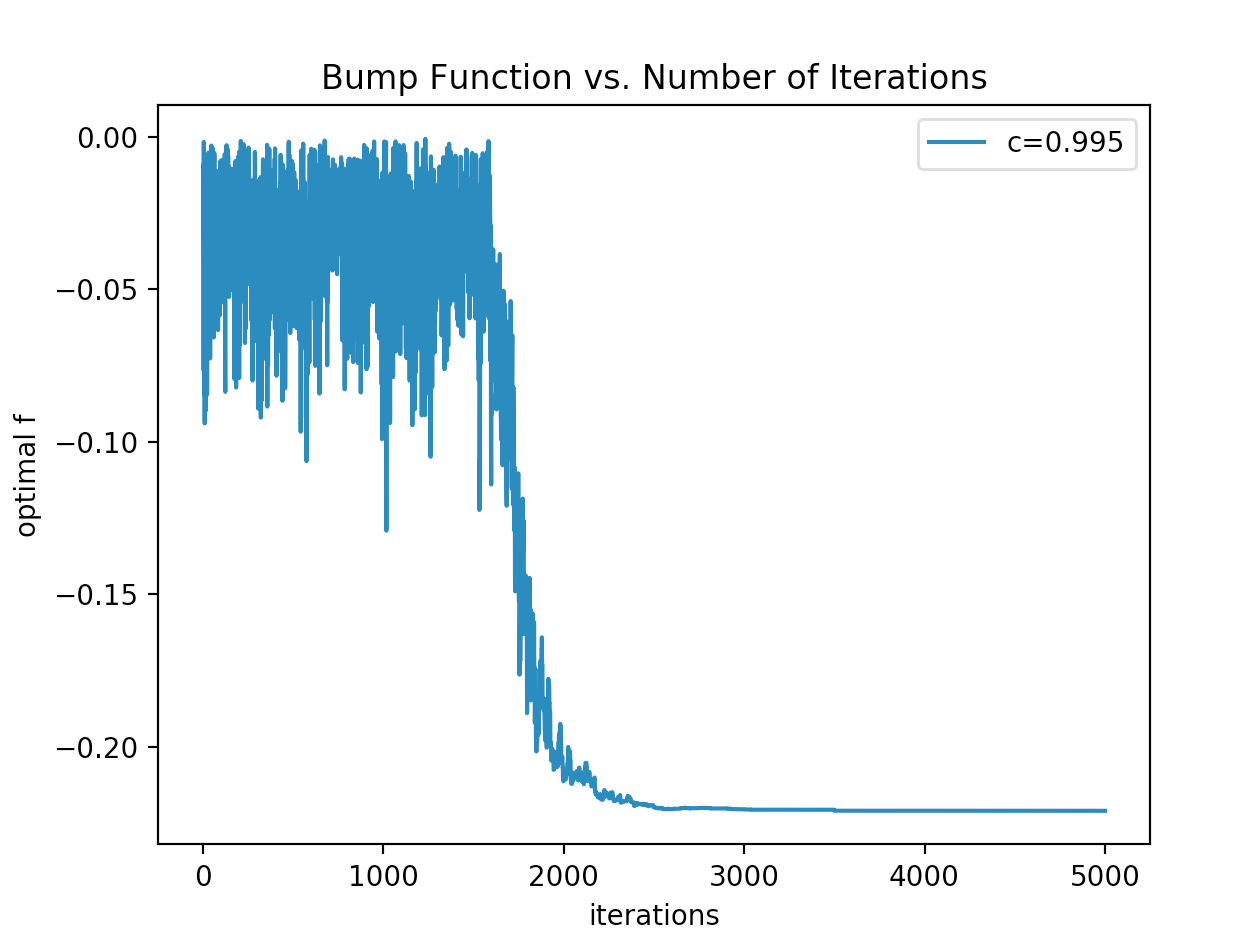 Bump Function vs. Number of Iterations
c=0.995
0.00
−0.05
−0.10
−0.15
−0.20
optimal f
0 1000 2000 3000 4000 5000
iterations